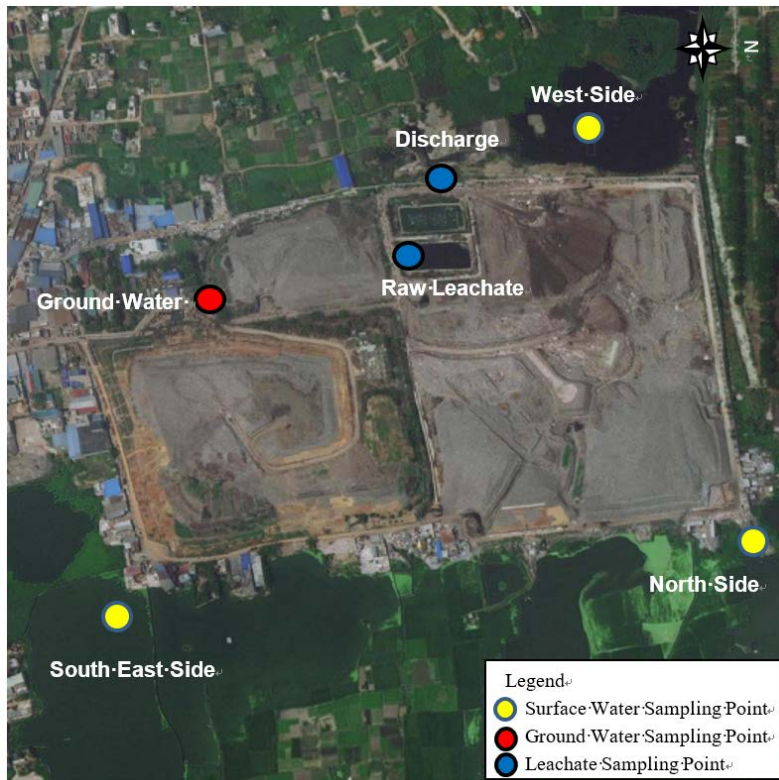 N
West Side
Discharge
Raw Leachate
Ground Water
North Side
South East Side
Legend
Surface Water Sampling Point
Ground Water Sampling Point
Leachate Sampling Point